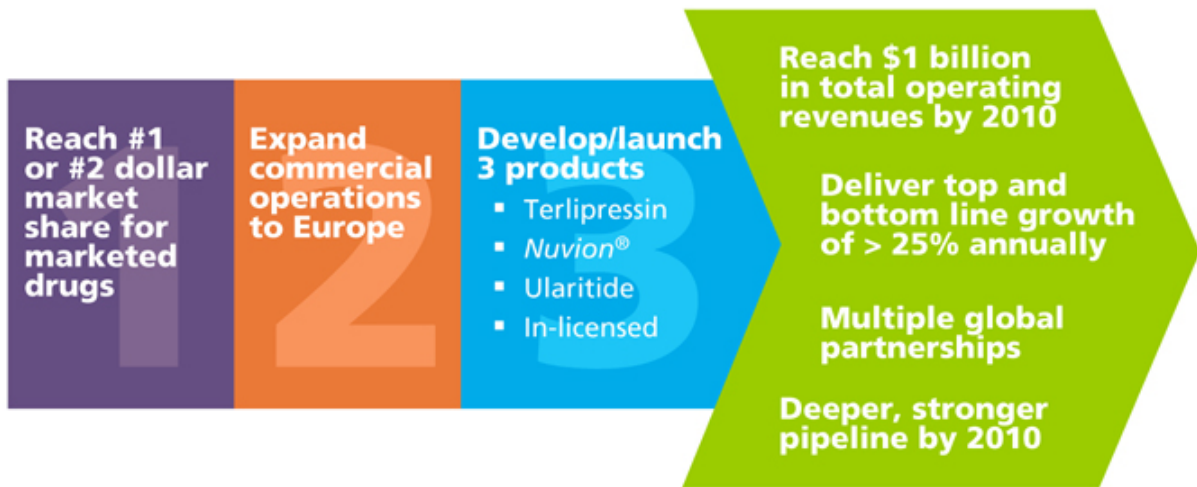 1
Reach #1
or #2 dollar
market
share for
marketed
drugs
2
Expand
commercial
operations
to Europe
3
Develop/launch
3 products
▪ Terlipressin
▪ Nuvion®
▪ Ularitide
▪ In-licensed
Reach $1 billion
in total operating
revenues by 2010
Deliver top and
bottom line growth
of > 25% annually
Multiple global
partnerships
Deeper, stronger
pipeline by 2010